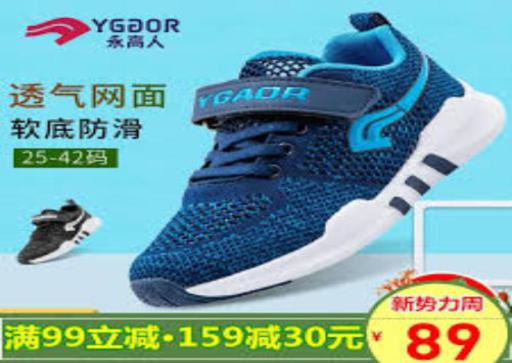 YGAOR
永高人
透气网面
软底防滑
25-42码
YGAOR
新势力周
满99立减·159减30元
¥89